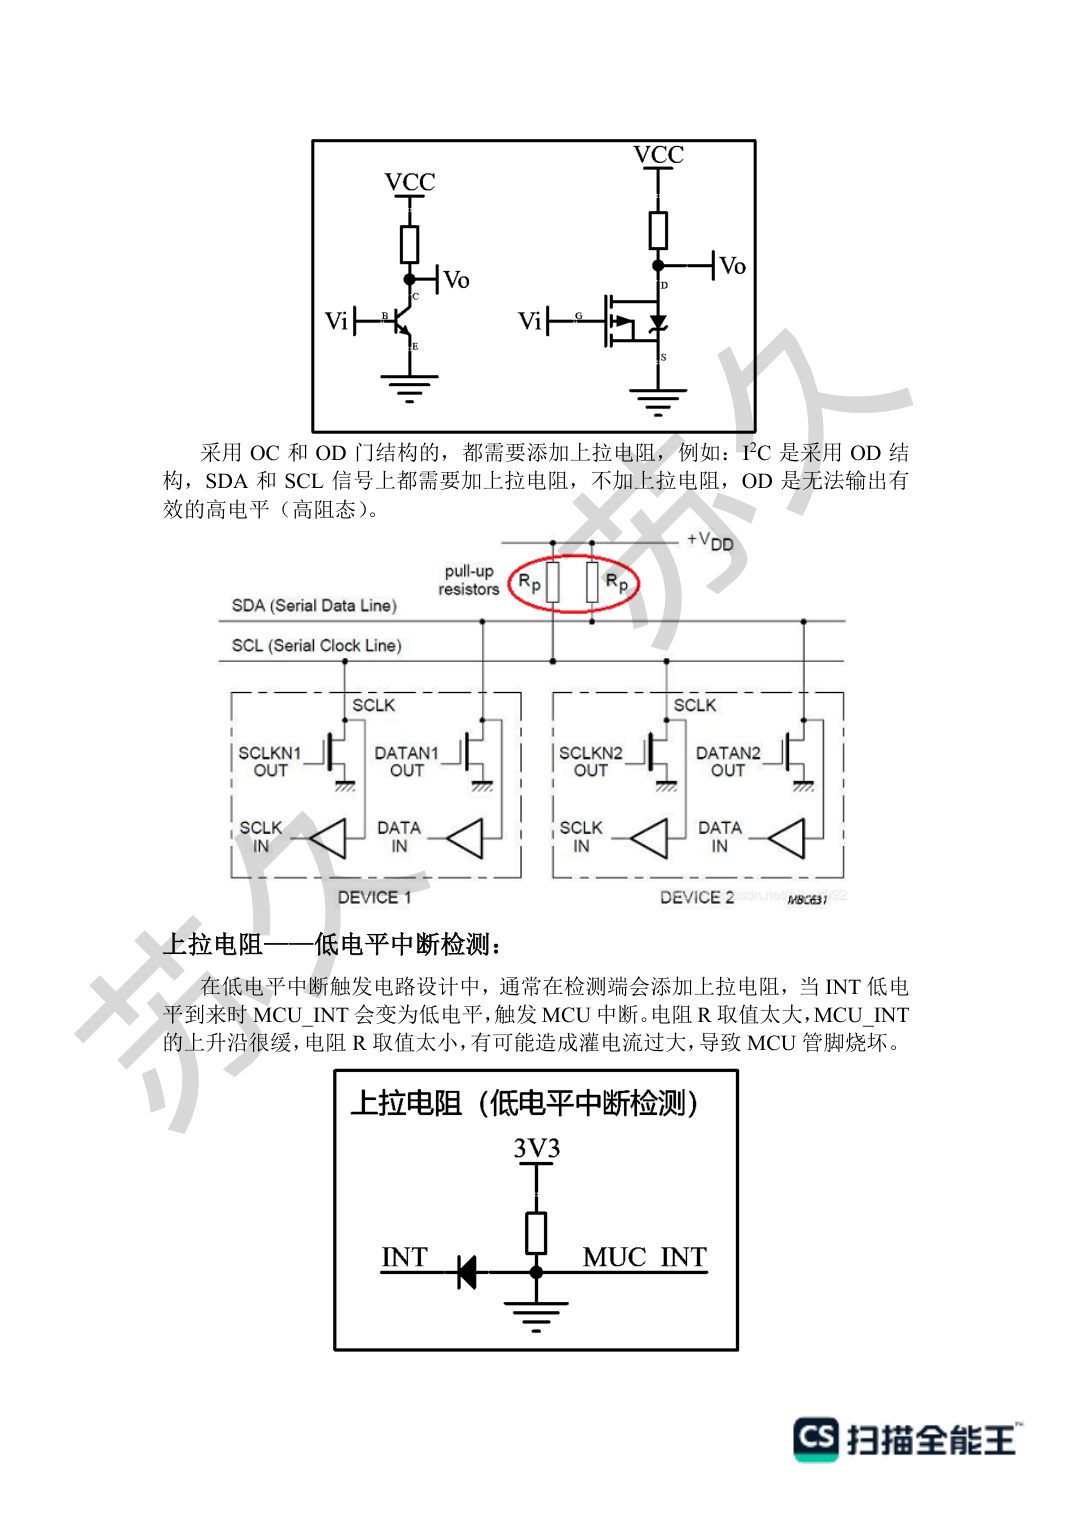 VCC
VCC
Vo
Vo
C
D
Vi
B
Vi
G
E
S
采用 OC 和 OD 门结构的，都需要添加上拉电阻，例如：I²C 是采用 OD 结
构，SDA 和 SCL 信号上都需要加上拉电阻，不加上拉电阻，OD 是无法输出有
效的高电平（高阻态）。
+VDD
pull-up
resistors
Rp
Rp
SDA (Serial Data Line)
SCL (Serial Clock Line)
SCLK
SCLK
SCLKN1
OUT
DATAN1
OUT
SCLKN2
OUT
DATAN2
OUT
SCLK
IN
DATA
IN
SCLK
IN
DATA
IN
DEVICE 1
DEVICE 2
MBC631
上拉电阻——低电平中断检测：
在低电平中断触发电路设计中，通常在检测端会添加上拉电阻，当 INT 低电
平到来时 MCU_INT 会变为低电平，触发 MCU 中断。电阻 R 取值太大，MCU_INT
的上升沿很缓，电阻 R 取值太小，有可能造成灌电流过大，导致 MCU 管脚烧坏。
上拉电阻（低电平中断检测）
3V3
INT
MUC INT
苏久
苏久
CS 扫描全能王™